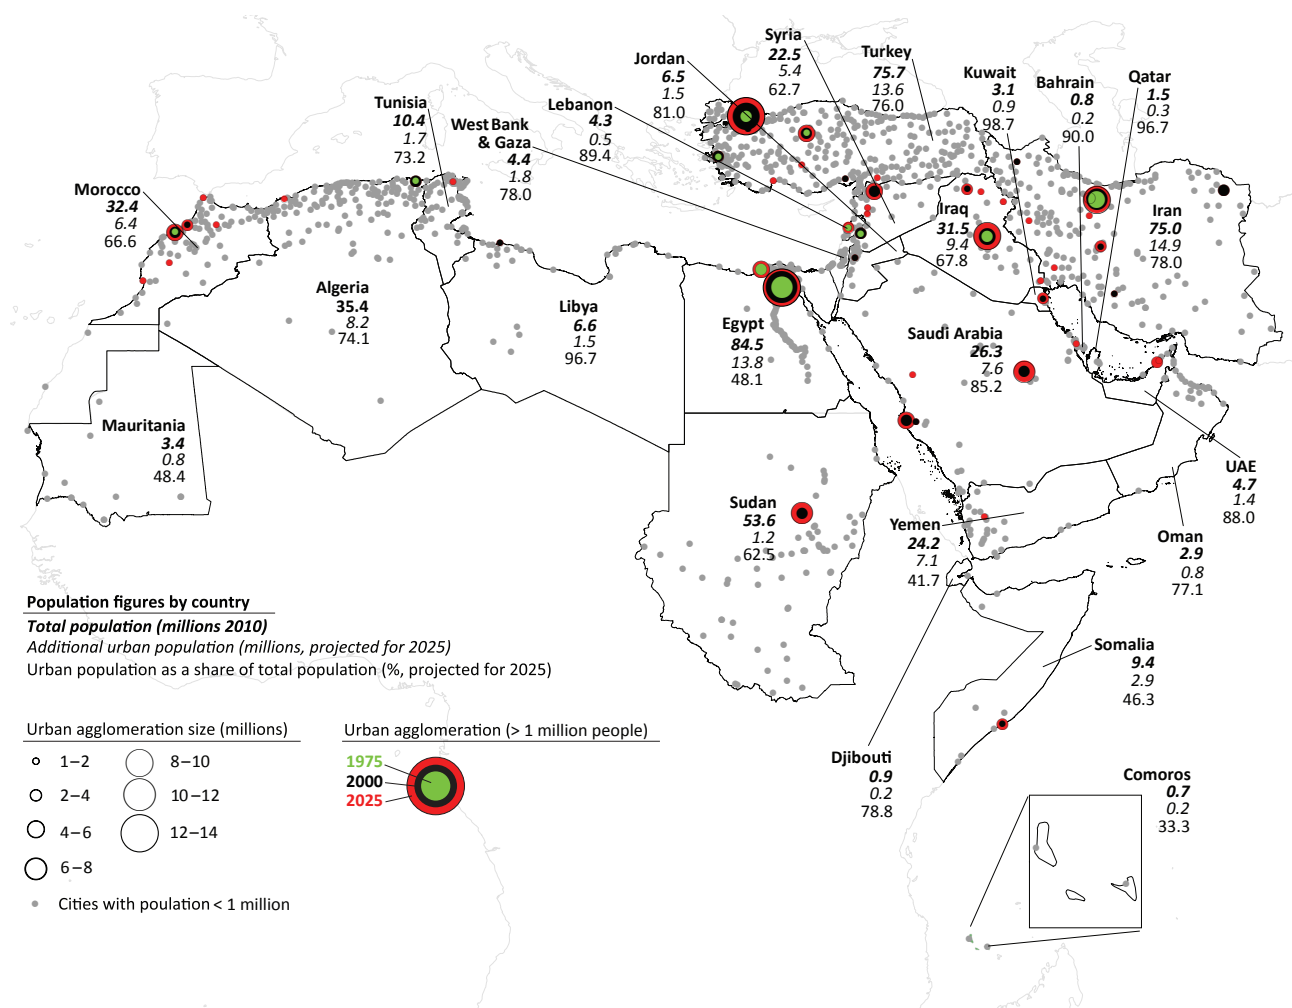 Syria
22.5
5.4
62.7
Jordan
6.5
1.5
81.0
Turkey
75.7
13.6
76.0
Kuwait
3.1
0.9
98.7
Bahrain
0.8
0.2
90.0
Qatar
1.5
0.3
96.7
Tunisia
10.4
1.7
73.2
Lebanon
4.3
0.5
89.4
West Bank
& Gaza
4.4
1.8
78.0
Morocco
32.4
6.4
66.6
Iraq
31.5
9.4
67.8
Iran
75.0
14.9
78.0
Algeria
35.4
8.2
74.1
Libya
6.6
1.5
96.7
Egypt
84.5
13.8
48.1
Saudi Arabia
26.3
7.6
85.2
Mauritania
3.4
0.8
48.4
UAE
4.7
1.4
88.0
Sudan
53.6
1.2
62.5
Yemen
24.2
7.1
41.7
Oman
2.9
0.8
77.1
Somalia
9.4
2.9
46.3
Djibouti
0.9
0.2
78.8
Comoros
0.7
0.2
33.3
Population figures by country
Total population (millions 2010)
Additional urban population (millions, projected for 2025)
Urban population as a share of total population (%, projected for 2025)
Urban agglomeration size (millions)
1–2
2–4
4–6
6–8
8–10
10–12
12–14
Cities with poulation < 1 million
Urban agglomeration (> 1 million people)
1975
2000
2025